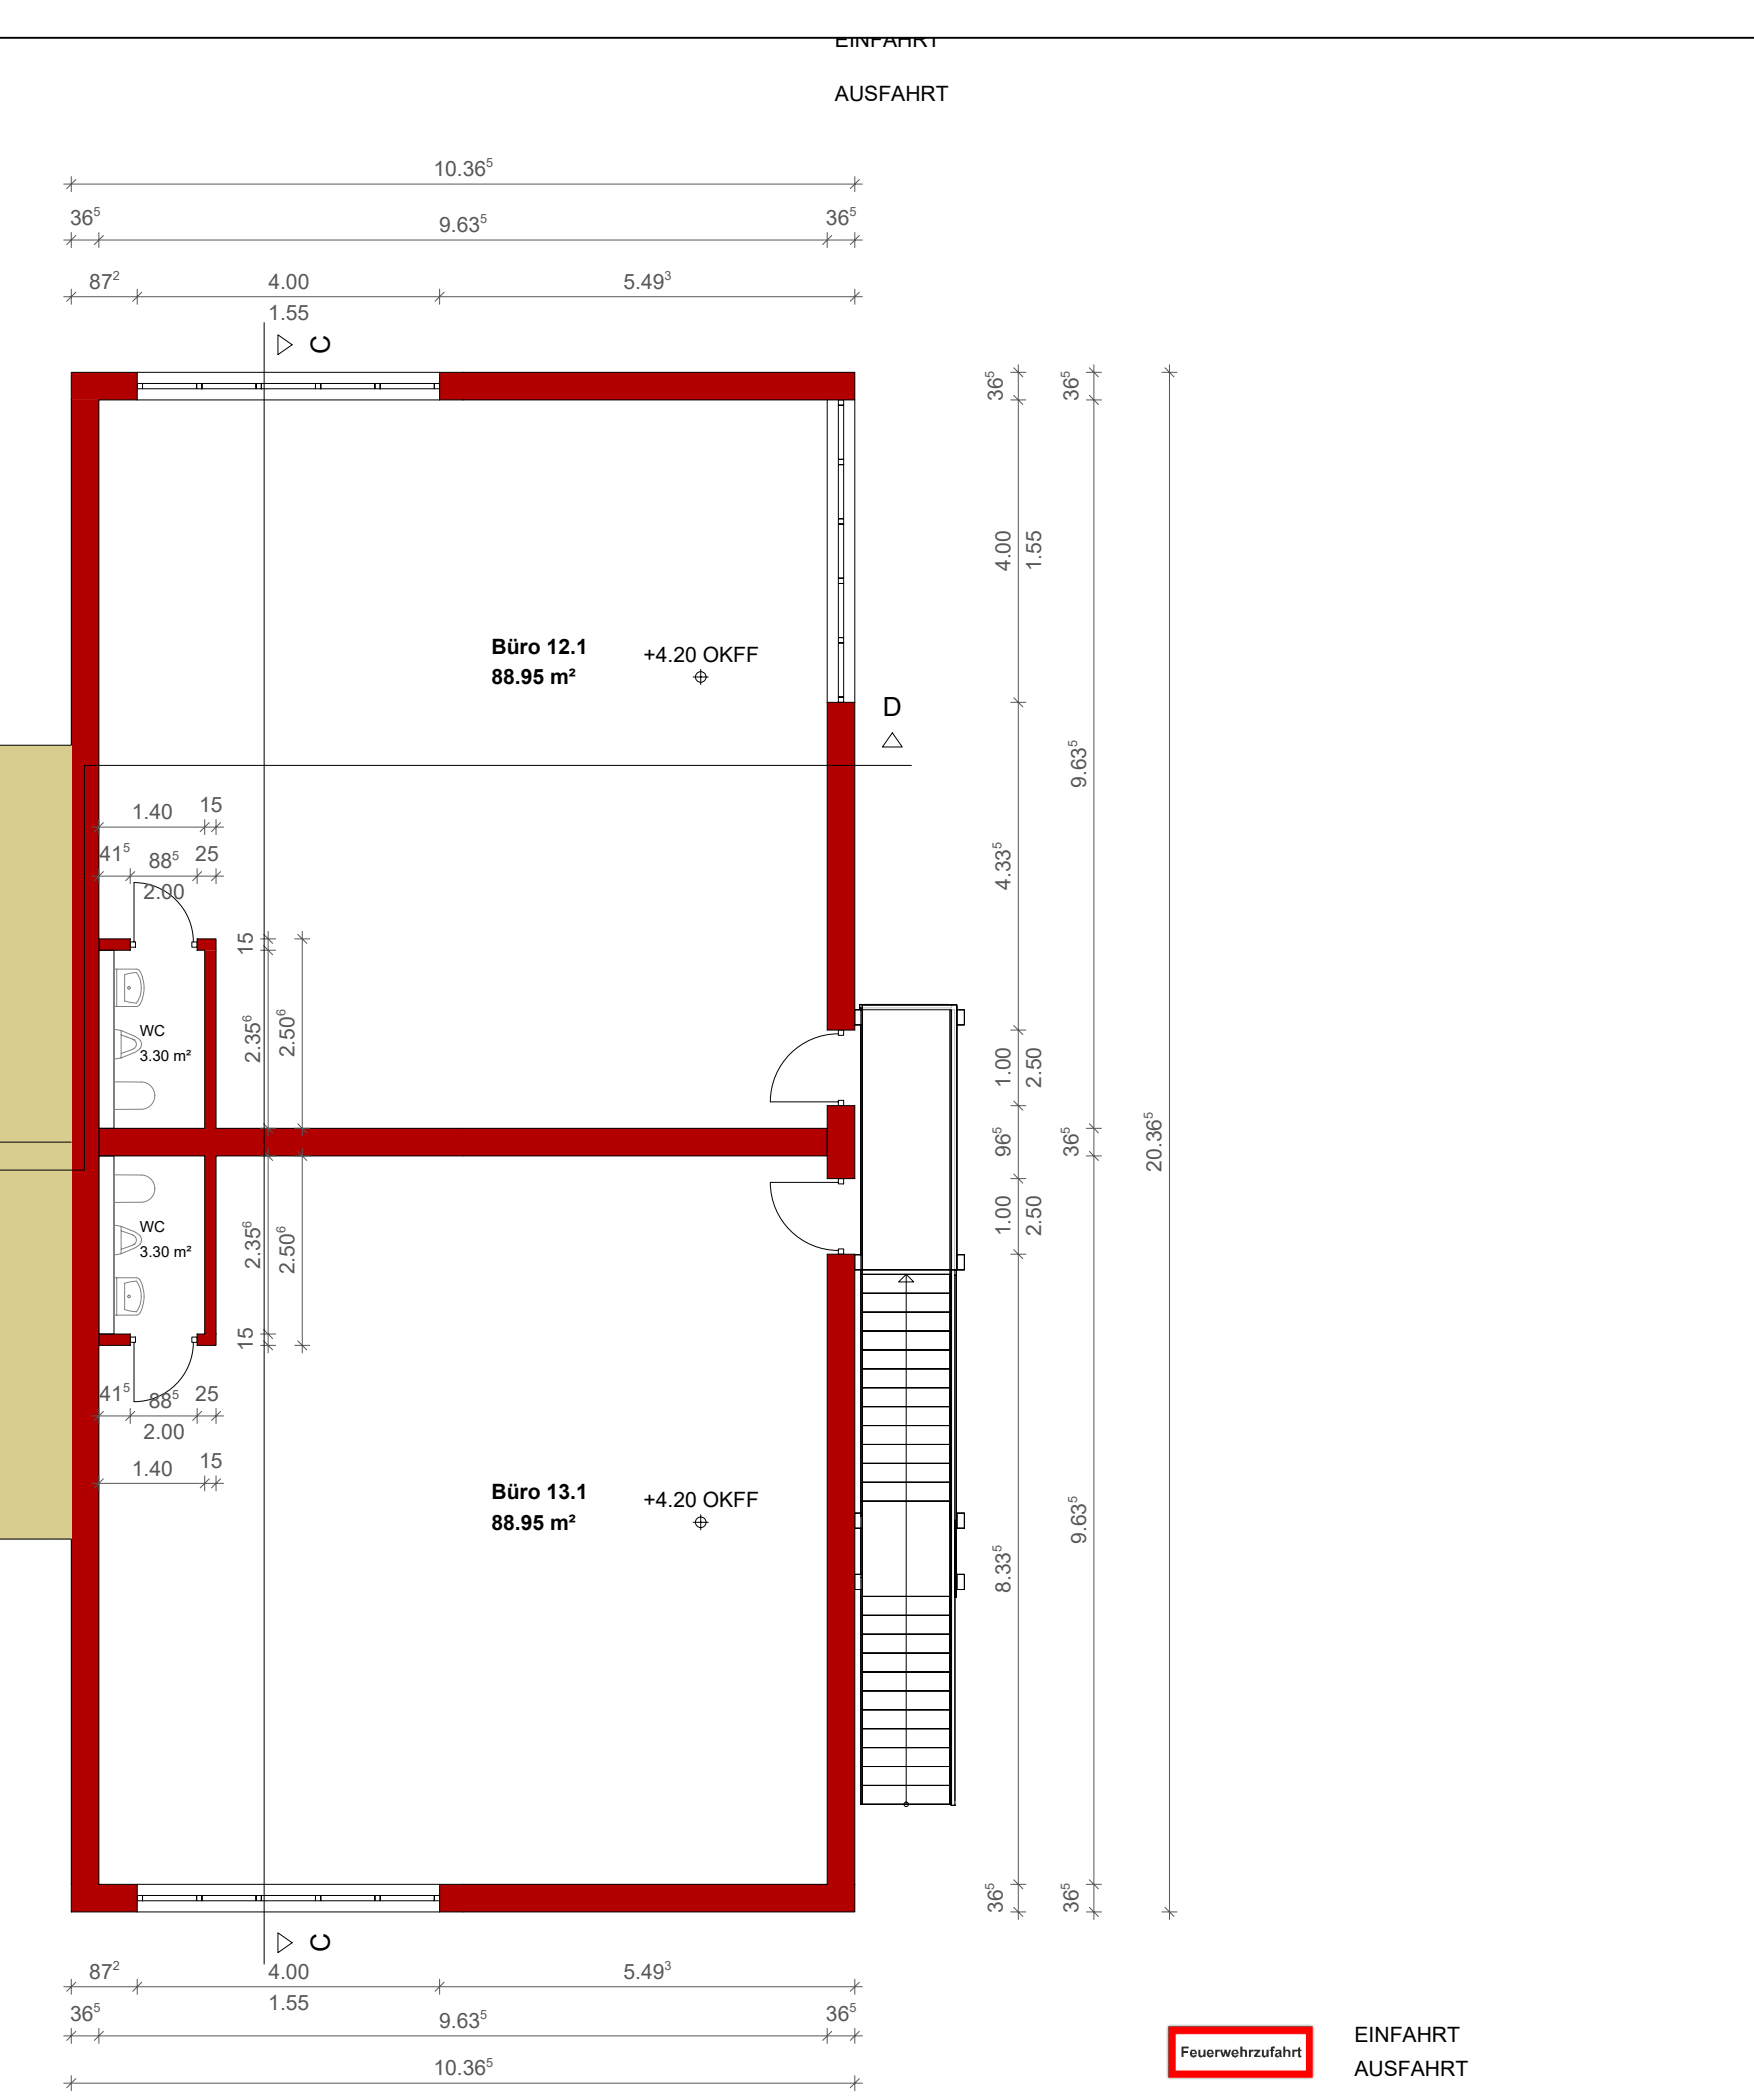 EINFAHRT
AUSFAHRT
10.36⁵
36⁵ 9.63⁵ 36⁵
87² 4.00 5.49³
1.55
C
36⁵ 36⁵
4.00 1.55
Büro 12.1 +4.20 OKFF
88.95 m²
D
9.63⁵
1.40 15
41⁵ 88⁵ 25
2.00
4.33⁵
15
WC
3.30 m²
2.35⁶ 2.50⁶
1.00 2.50
96⁵ 36⁵ 20.36⁵
WC
3.30 m²
2.35⁶ 2.50⁶
1.00 2.50
15
41⁵ 88⁵ 25
2.00
1.40 15
Büro 13.1 +4.20 OKFF
88.95 m²
9.63⁵
8.33⁵
36⁵ 36⁵
C
87² 4.00 5.49³
1.55
36⁵ 9.63⁵ 36⁵
10.36⁵
Feuerwehrzufahrt
EINFAHRT
AUSFAHRT